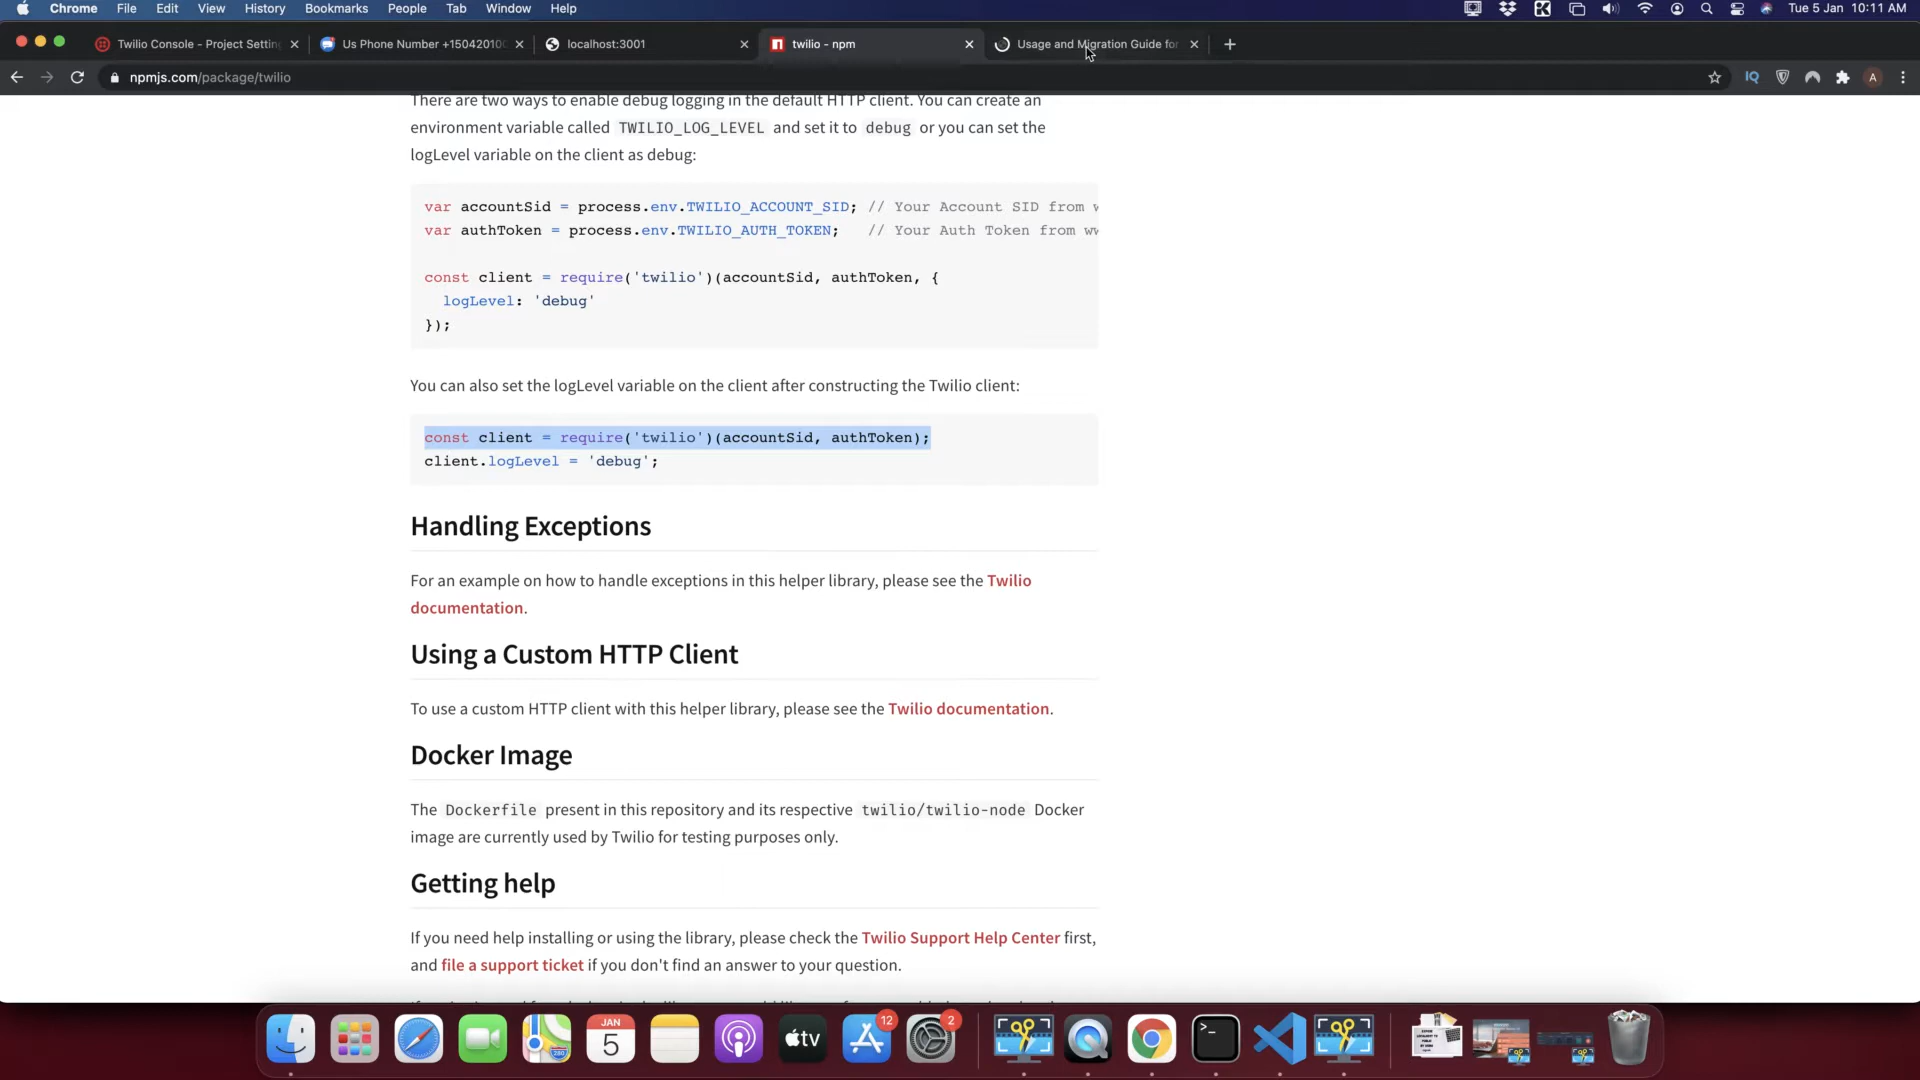 Chrome File Edit View History Bookmarks People Tab Window Help Tue 5 Jan 10:11 AM
Twilio Console - Project Settin Us Phone Number +150420100 localhost:3001 twilio - npm Usage and Migration Guide for
npmjs.com/package/twilio IQ A
There are two ways to enable debug logging in the default HTTP client. You can create an
environment variable called TWILIO_LOG_LEVEL and set it to debug or you can set the
logLevel variable on the client as debug:
var accountSid = process.env.TWILIO_ACCOUNT_SID; // Your Account SID from w
var authToken = process.env.TWILIO_AUTH_TOKEN; // Your Auth Token from ww
const client = require('twilio')(accountSid, authToken, {
logLevel: 'debug'
});
You can also set the logLevel variable on the client after constructing the Twilio client:
const client = require('twilio')(accountSid, authToken);
client.logLevel = 'debug';
Handling Exceptions
For an example on how to handle exceptions in this helper library, please see the Twilio
documentation.
Using a Custom HTTP Client
To use a custom HTTP client with this helper library, please see the Twilio documentation.
Docker Image
The Dockerfile present in this repository and its respective twilio/twilio-node Docker
image are currently used by Twilio for testing purposes only.
Getting help
If you need help installing or using the library, please check the Twilio Support Help Center first,
and file a support ticket if you don't find an answer to your question.
JAN
5
tv
12
2
>_